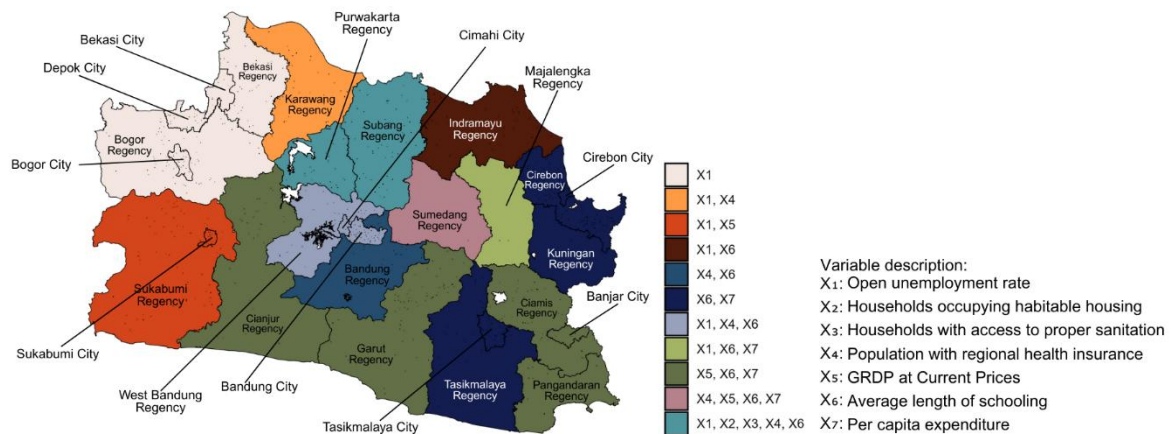 Purwakarta
Regency
Cimahi City
Bekasi City
Depok City
Bekasi
Regency
Majalengka
Regency
Karawang
Regency
Subang
Regency
Indramayu
Regency
Bogor
Regency
Bogor City
Cirebon City
Cirebon
Regency
Sumedang
Regency
Kuningan
Regency
Sukabumi
Regency
Bandung
Regency
Cianjur
Regency
Ciamis
Regency
Banjar City
Sukabumi City
Garut
Regency
West Bandung
Regency
Bandung City
Tasikmalaya
Regency
Pangandaran
Regency
Tasikmalaya City
X1
X1, X4
X1, X5
X1, X6
X4, X6
X6, X7
X1, X4, X6
X1, X6, X7
X5, X6, X7
X4, X5, X6, X7
X1, X2, X3, X4, X6
Variable description:
X₁: Open unemployment rate
X₂: Households occupying habitable housing
X₃: Households with access to proper sanitation
X₄: Population with regional health insurance
X₅: GRDP at Current Prices
X₆: Average length of schooling
X₇: Per capita expenditure